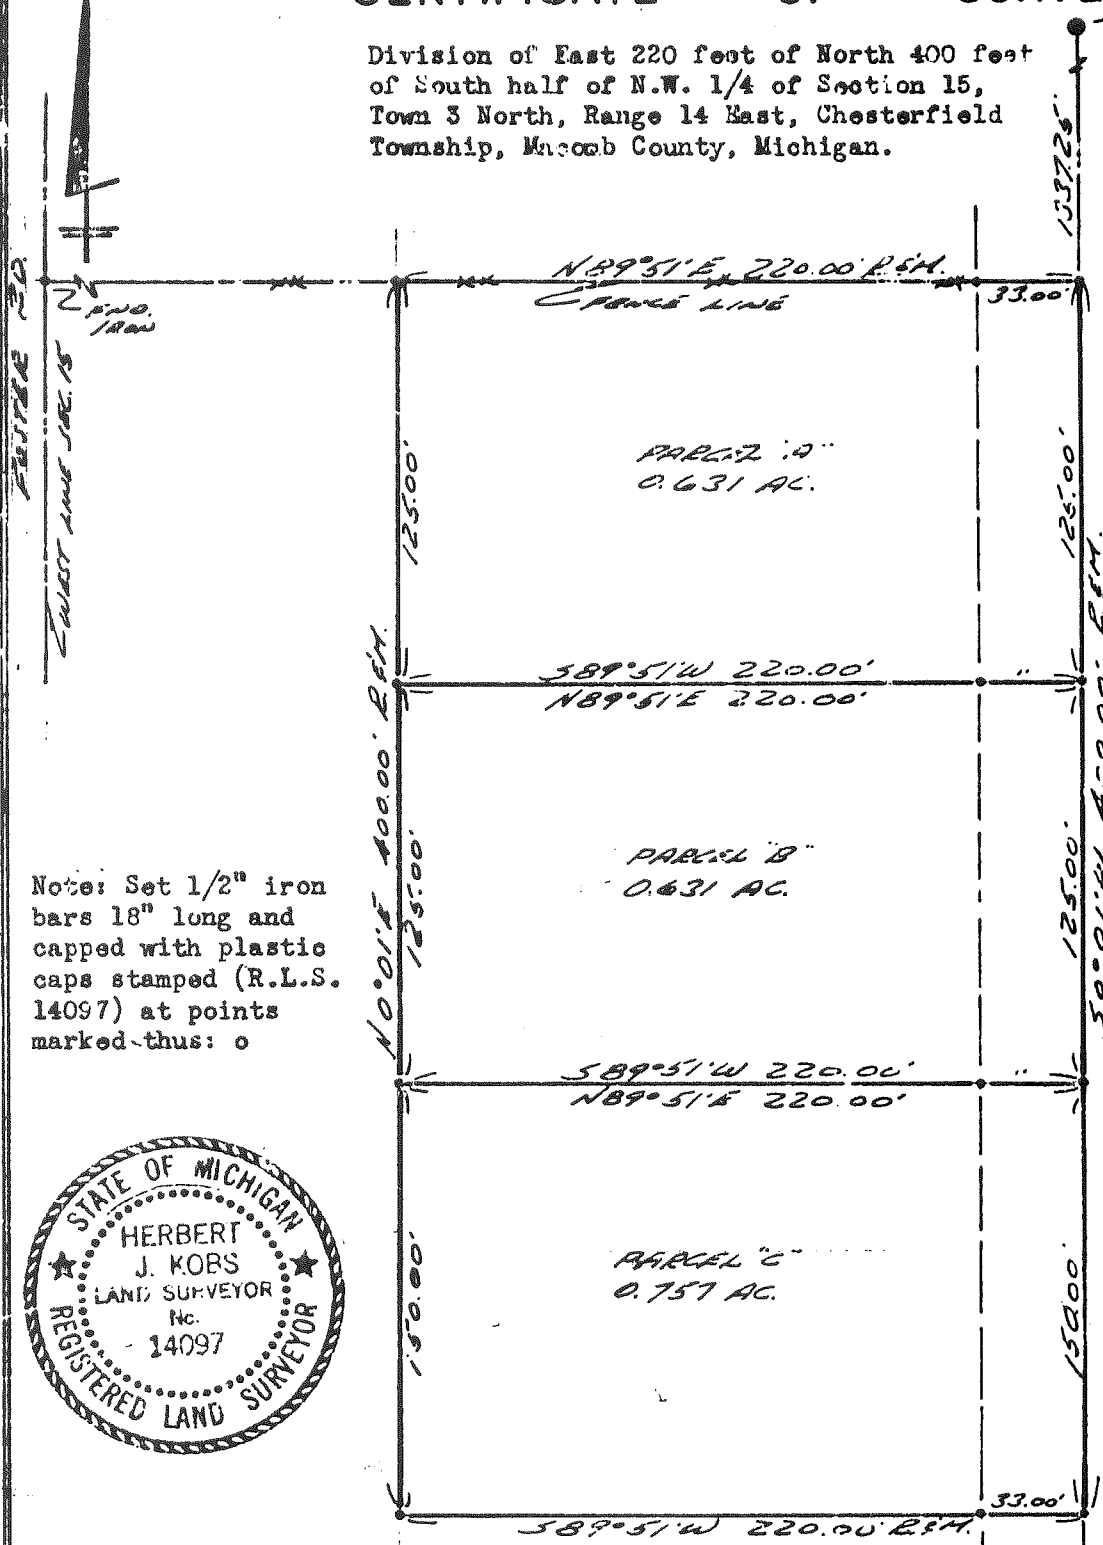 Division of East 220 feet of North 400 feet
of South half of N.W. 1/4 of Section 15,
Town 3 North, Range 14 East, Chesterfield
Township, Macomb County, Michigan.
1337.25'
N89°51'E 220.00' R.&M.
FENCE LINE
33.00'
FND.
IRON
FOSTER RD.
WEST LINE SEC. 15
PARCEL "A"
0.631 AC.
125.00'
125.00'
S89°51'W 220.00' "
N89°51'E 220.00'
N0°01'E 400.00' R.&M.
S0°01'W 400.00' R.&M.
PARCEL "B"
0.631 AC.
125.00'
125.00'
Note: Set 1/2" iron
bars 18" long and
capped with plastic
caps stamped (R.L.S.
14097) at points
marked thus: o
S89°51'W 220.00' "
N89°51'E 220.00'
STATE OF MICHIGAN
HERBERT
J. KOBS
LAND SURVEYOR
No.
14097
REGISTERED LAND SURVEYOR
PARCEL "C"
0.757 AC.
150.00'
150.00'
33.00'
S89°51'W 220.00' R.&M.